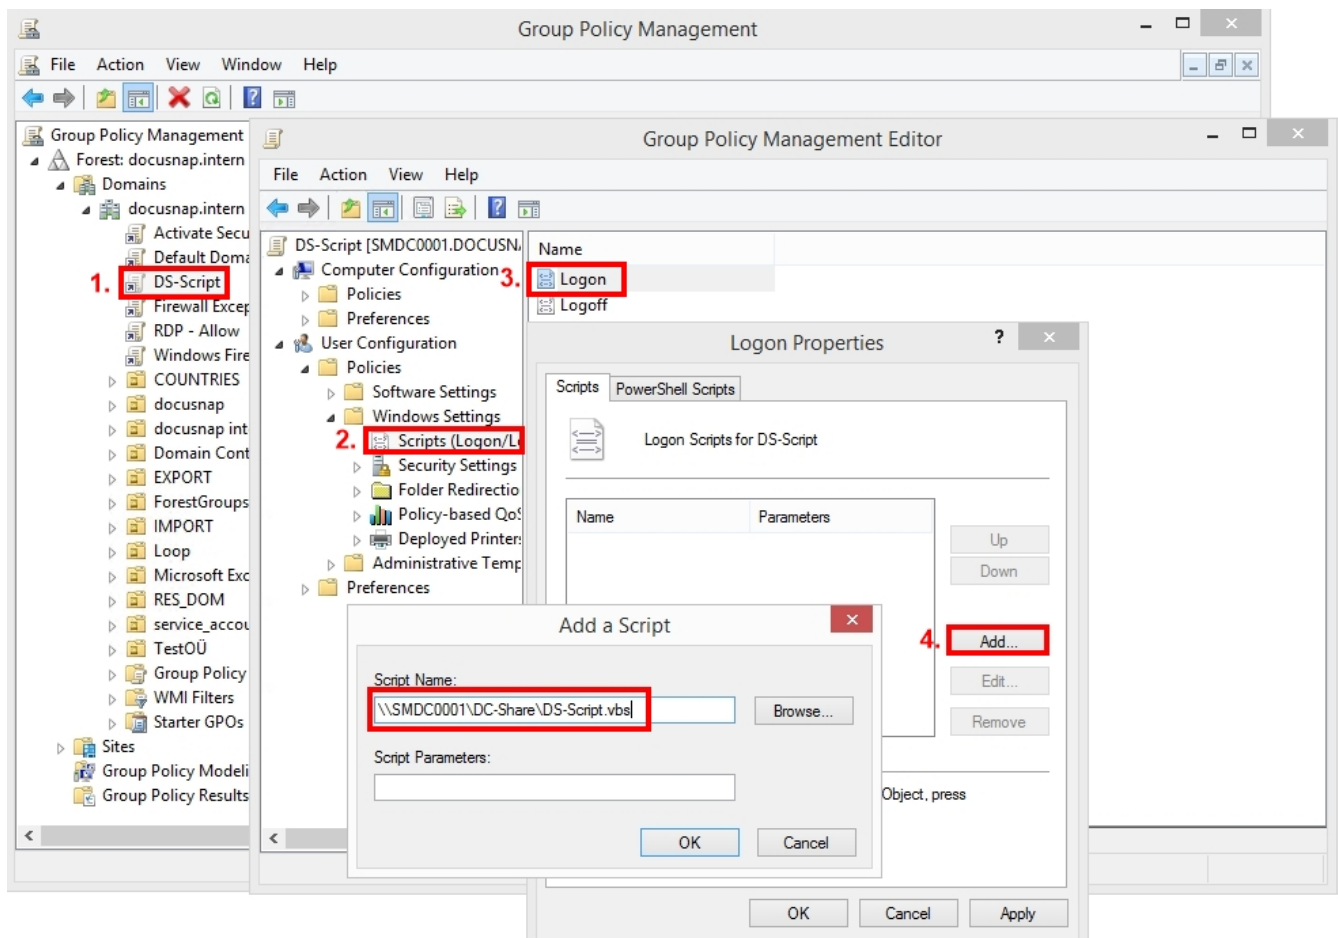 Group Policy Management
File Action View Window Help
Group Policy Management
Forest: docusnap.intern
Domains
docusnap.intern
Activate Secu
Default Doma
1. DS-Script
Firewall Excep
RDP - Allow
Windows Fire
COUNTRIES
docusnap
docusnap int
Domain Cont
EXPORT
ForestGroups
IMPORT
Loop
Microsoft Exc
RES_DOM
service_accou
TestOÜ
Group Policy
WMI Filters
Starter GPOs
Sites
Group Policy Modeli
Group Policy Results
Group Policy Management Editor
File Action View Help
DS-Script [SMDC0001.DOCUSNA
Computer Configuration
Policies
Preferences
User Configuration
Policies
Software Settings
Windows Settings
2. Scripts (Logon/Lo
Security Settings
Folder Redirectio
Policy-based QoS
Deployed Printers
Administrative Temp
Preferences
Name
3. Logon
Logoff
Logon Properties
?
Scripts PowerShell Scripts
Logon Scripts for DS-Script
Name Parameters
Up
Down
4. Add...
Edit...
Remove
Object, press
OK Cancel Apply
Add a Script
Script Name:
\\SMDC0001\DC-Share\DS-Script.vbs
Browse...
Script Parameters:
OK Cancel